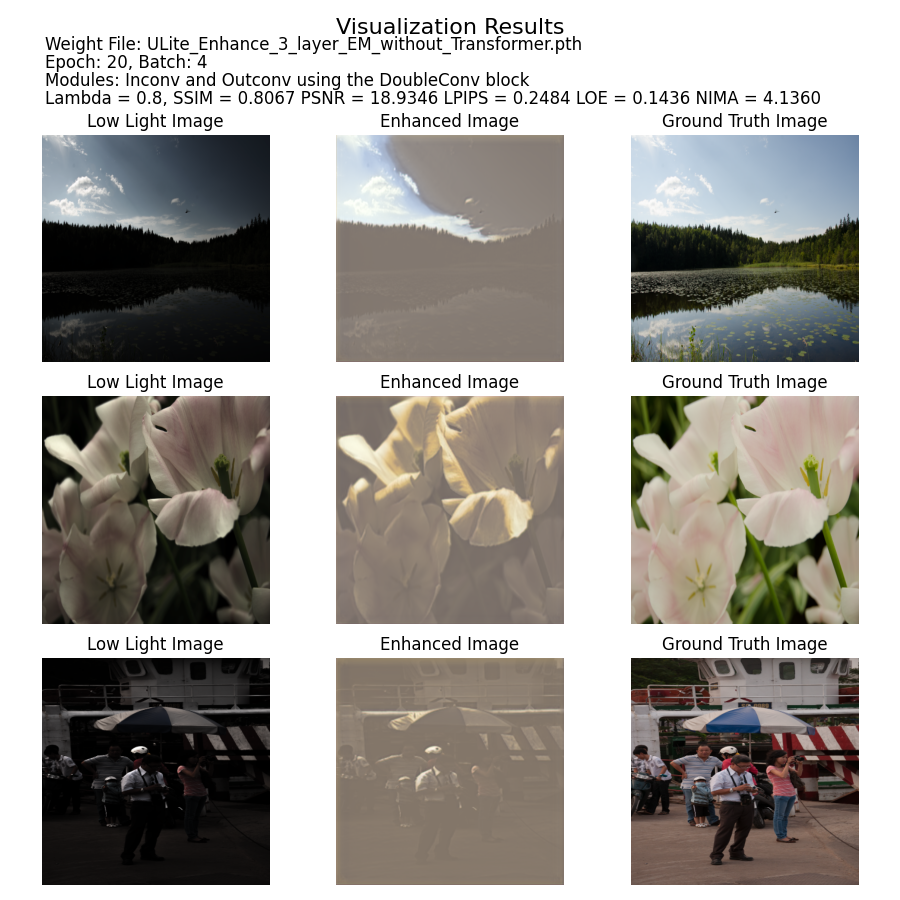 Visualization Results
Weight File: ULite_Enhance_3_layer_EM_without_Transformer.pth
Epoch: 20, Batch: 4
Modules: Inconv and Outconv using the DoubleConv block
Lambda = 0.8, SSIM = 0.8067 PSNR = 18.9346 LPIPS = 0.2484 LOE = 0.1436 NIMA = 4.1360
Low Light Image Enhanced Image Ground Truth Image
Low Light Image Enhanced Image Ground Truth Image
Low Light Image Enhanced Image Ground Truth Image